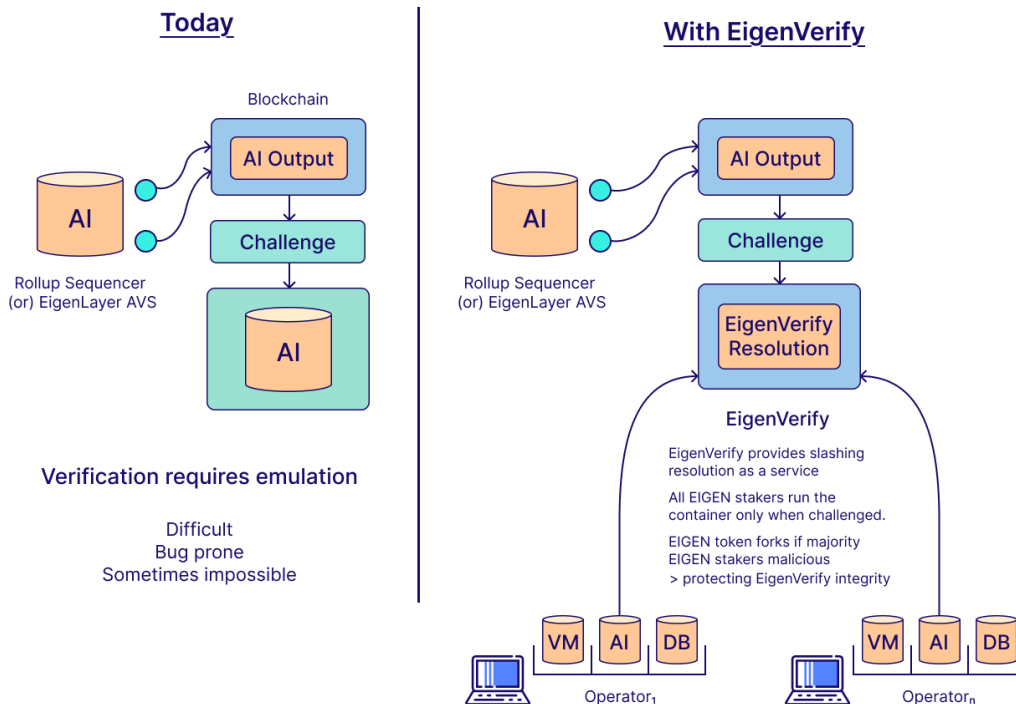 Today
Blockchain
AI Output
AI
Challenge
Rollup Sequencer
(or) EigenLayer AVS
AI
Verification requires emulation
Difficult
Bug prone
Sometimes impossible
With EigenVerify
AI Output
AI
Challenge
Rollup Sequencer
(or) EigenLayer AVS
EigenVerify
Resolution
EigenVerify
EigenVerify provides slashing
resolution as a service
All EIGEN stakers run the
container only when challenged.
EIGEN token forks if majority
EIGEN stakers malicious
> protecting EigenVerify integrity
VM AI DB
Operator₁
VM AI DB
Operatorₙ